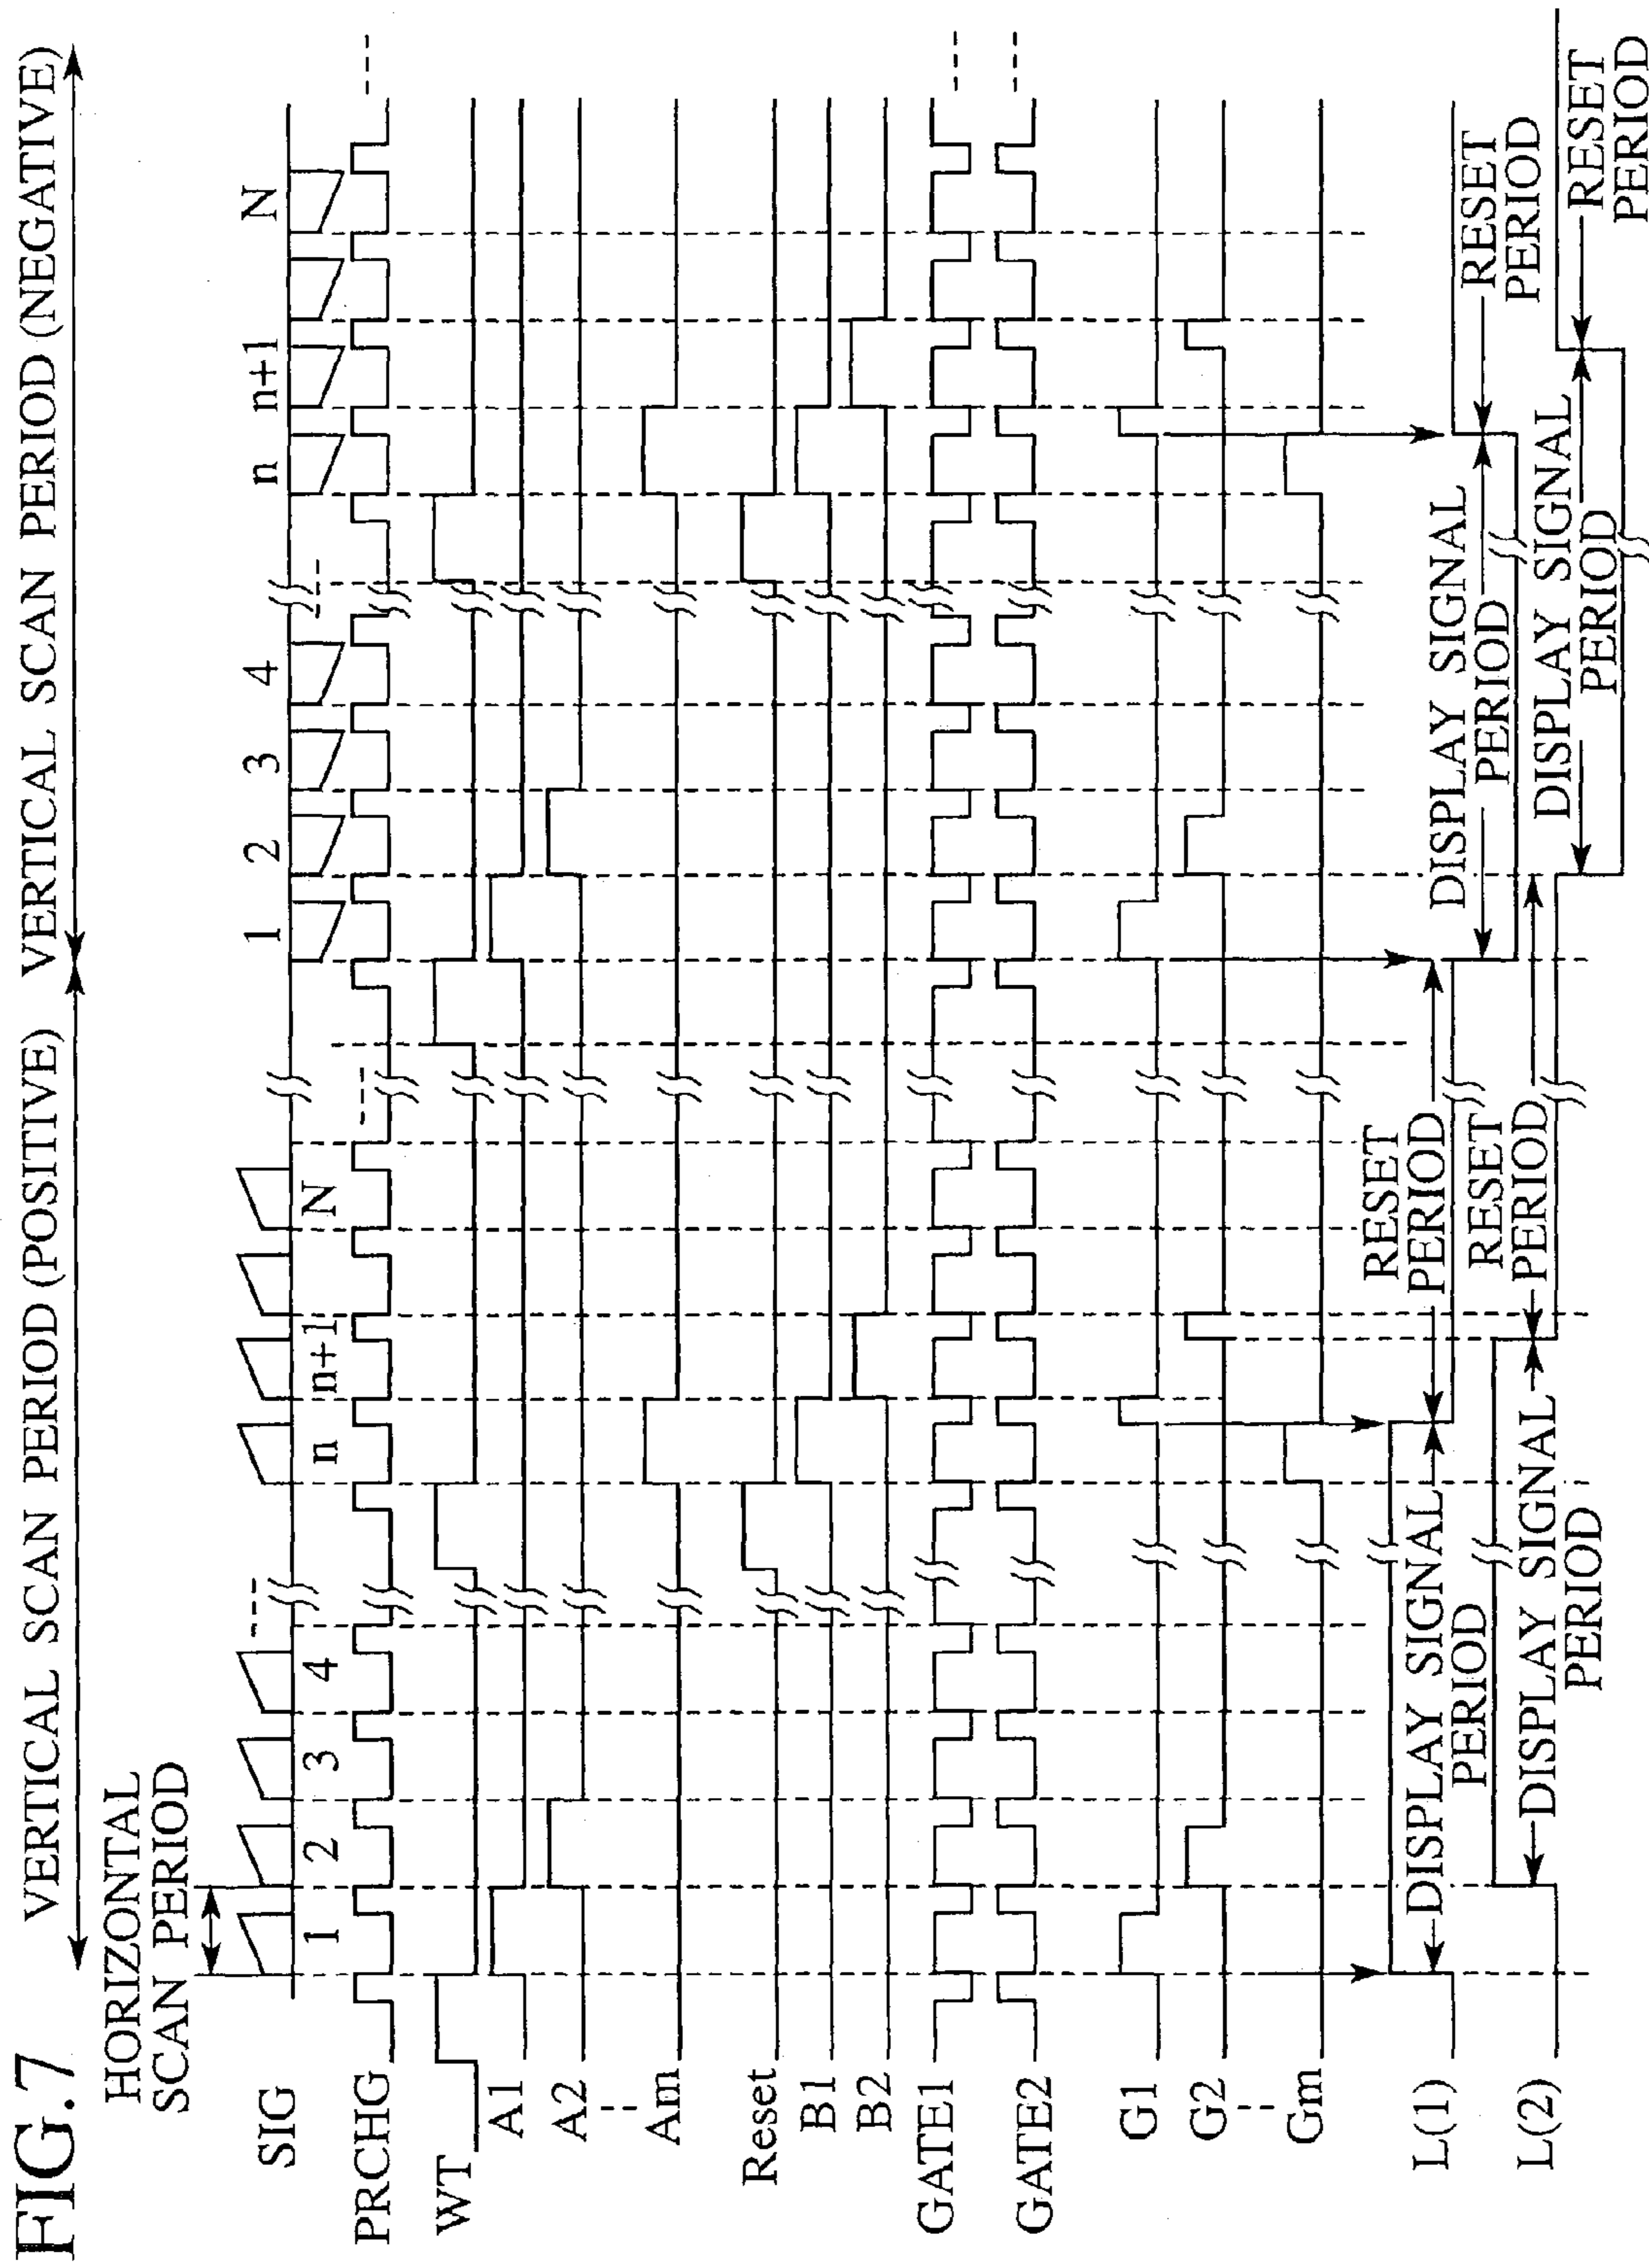 FIG.7
VERTICAL SCAN PERIOD (POSITIVE)
VERTICAL SCAN PERIOD (NEGATIVE)
HORIZONTAL
SCAN PERIOD
SIG
1
2
3
4
n
n+1
N
1
2
3
4
n
n+1
N
PRCHG
WT
A1
A2
Am
Reset
B1
B2
GATE1
GATE2
G1
G2
Gm
L(1)
DISPLAY SIGNAL
PERIOD
RESET
PERIOD
DISPLAY SIGNAL
PERIOD
RESET
PERIOD
L(2)
DISPLAY SIGNAL
PERIOD
RESET
PERIOD
DISPLAY SIGNAL
PERIOD
RESET
PERIOD